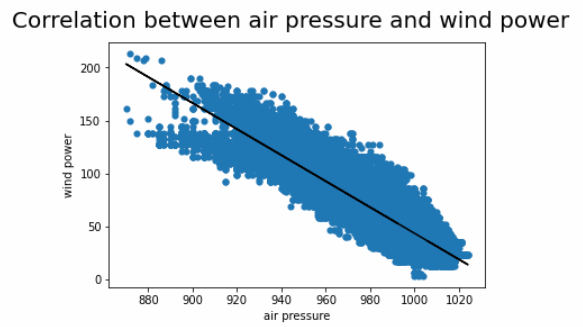 Correlation between air pressure and wind power
200
150
100
50
0
wind power
880 900 920 940 960 980 1000 1020
air pressure